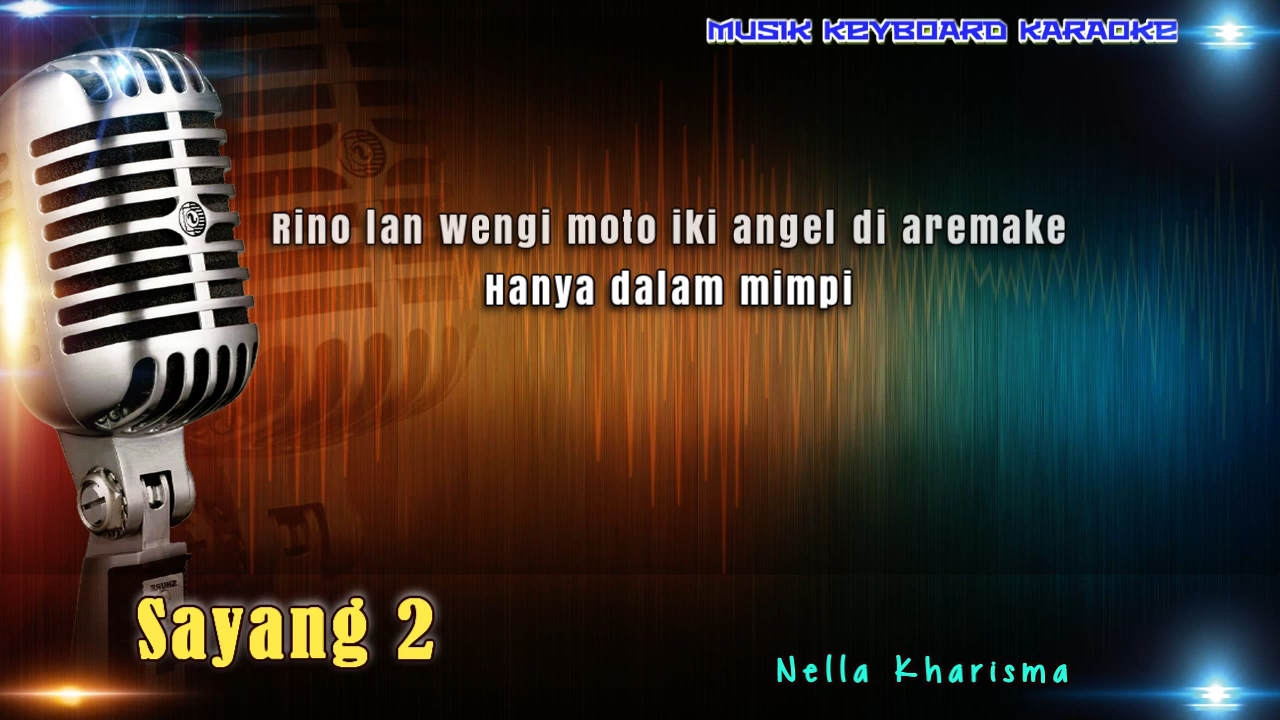 MUSIK KEYBOARD KARAOKE
Rino lan wengi moto iki angel di aremake
Hanya dalam mimpi
Sayang 2
Nella Kharisma